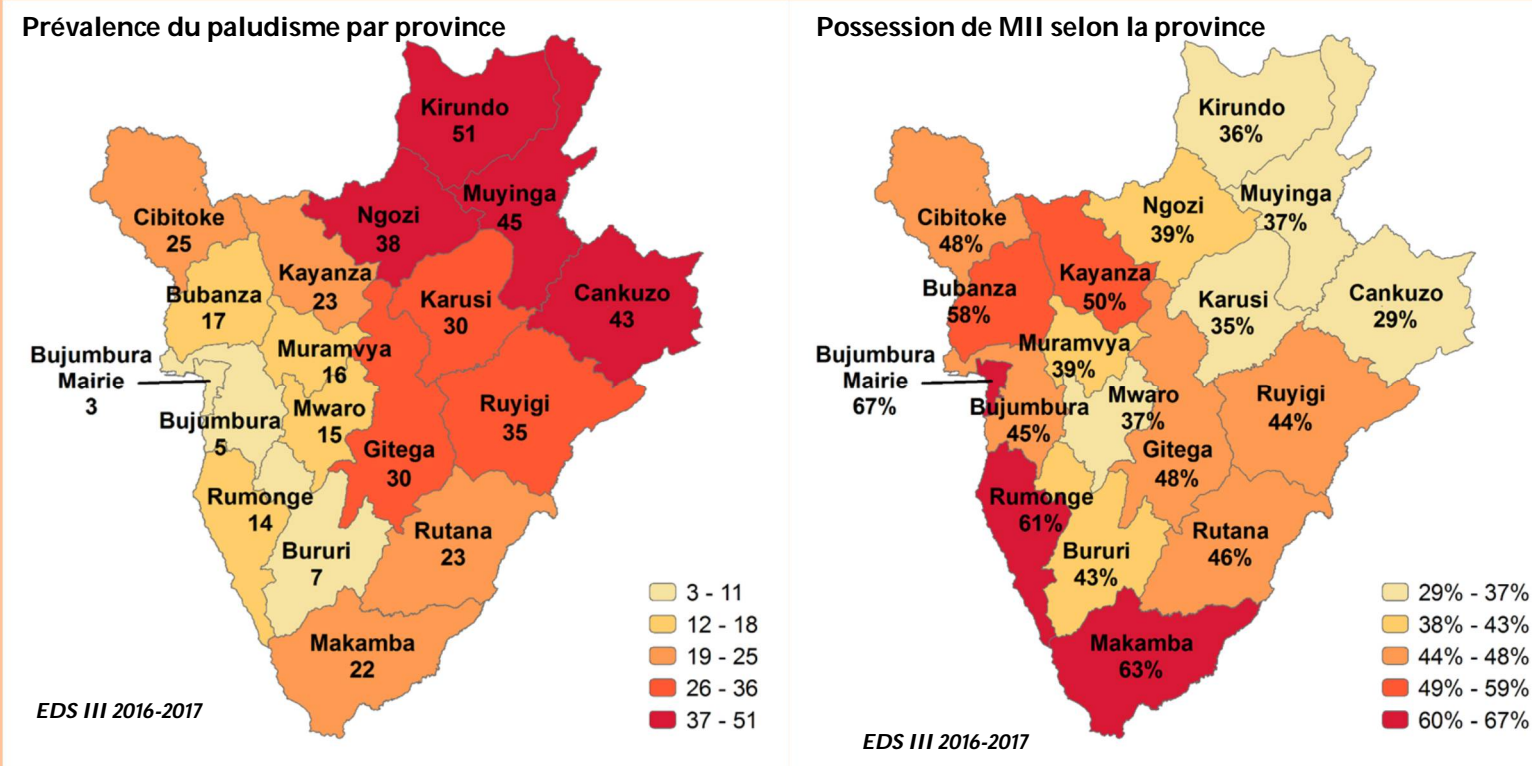 Prévalence du paludisme par province
Kirundo
51
Muyinga
45
Ngozi
38
Cibitoke
25
Kayanza
23
Cankuzo
43
Bubanza
17
Karusi
30
Muramvya
16
Bujumbura
Mairie
3
Mwaro
15
Ruyigi
35
Bujumbura
5
Gitega
30
Rumonge
14
Rutana
23
Bururi
7
Makamba
22
3 - 11
12 - 18
19 - 25
26 - 36
37 - 51
EDS III 2016-2017
Possession de MII selon la province
Kirundo
36%
Muyinga
37%
Ngozi
39%
Cibitoke
48%
Kayanza
50%
Bubanza
58%
Karusi
35%
Cankuzo
29%
Muramvya
39%
Bujumbura
Mairie
67%
Mwaro
37%
Ruyigi
44%
Bujumbura
45%
Gitega
48%
Rumonge
61%
Rutana
46%
Bururi
43%
Makamba
63%
29% - 37%
38% - 43%
44% - 48%
49% - 59%
60% - 67%
EDS III 2016-2017